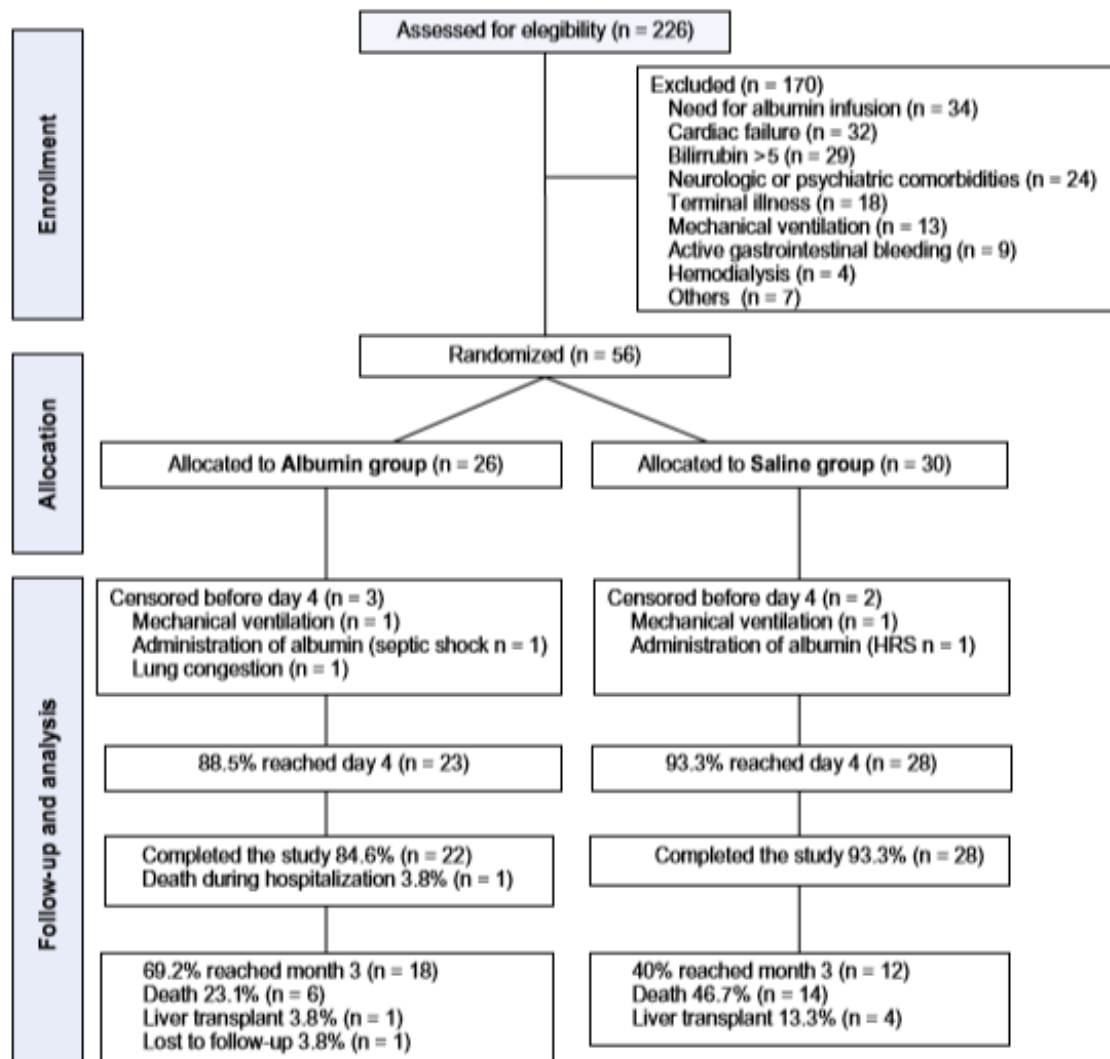 Enrollment
Assessed for elegibility (n = 226)
Excluded (n = 170)
Need for albumin infusion (n = 34)
Cardiac failure (n = 32)
Bilirrubin >5 (n = 29)
Neurologic or psychiatric comorbidities (n = 24)
Terminal illness (n = 18)
Mechanical ventilation (n = 13)
Active gastrointestinal bleeding (n = 9)
Hemodialysis (n = 4)
Others (n = 7)
Randomized (n = 56)
Allocation
Allocated to Albumin group (n = 26)
Allocated to Saline group (n = 30)
Follow-up and analysis
Censored before day 4 (n = 3)
Mechanical ventilation (n = 1)
Administration of albumin (septic shock n = 1)
Lung congestion (n = 1)
Censored before day 4 (n = 2)
Mechanical ventilation (n = 1)
Administration of albumin (HRS n = 1)
88.5% reached day 4 (n = 23)
93.3% reached day 4 (n = 28)
Completed the study 84.6% (n = 22)
Death during hospitalization 3.8% (n = 1)
Completed the study 93.3% (n = 28)
69.2% reached month 3 (n = 18)
Death 23.1% (n = 6)
Liver transplant 3.8% (n = 1)
Lost to follow-up 3.8% (n = 1)
40% reached month 3 (n = 12)
Death 46.7% (n = 14)
Liver transplant 13.3% (n = 4)